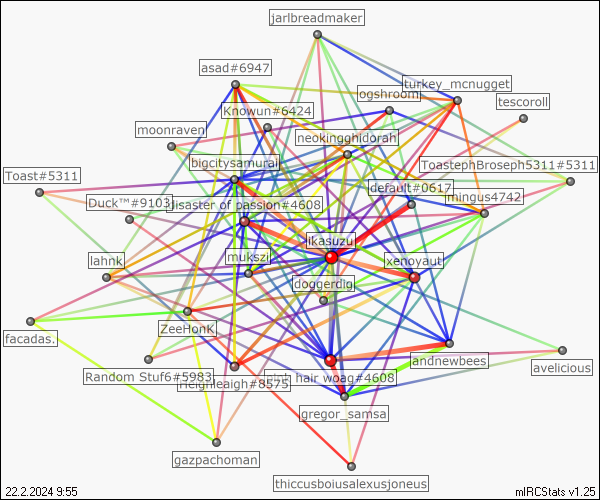 jarlbreadmaker
asad#6947
turkey_mcnugget
ogshroom
tescoroll
Knowun#6424
moonraven
neokingghidorah
bigcitysamurai
ToastephBroseph5311#5311
Toast#5311
default#0617
Duck™#9103
disaster of passion#4608
mingus4742
ikasuzu
lahnk
mukszi
xenoyaut
doggerdig
ZeeHonK
facadas.
andnewbees
avelicious
Random Stuf6#5983
Heighleaigh#8575
hair woag#4608
gregor_samsa
gazpachoman
thiccusboiusalexusjoneus
22.2.2024 9:55
mIRCStats v1.25